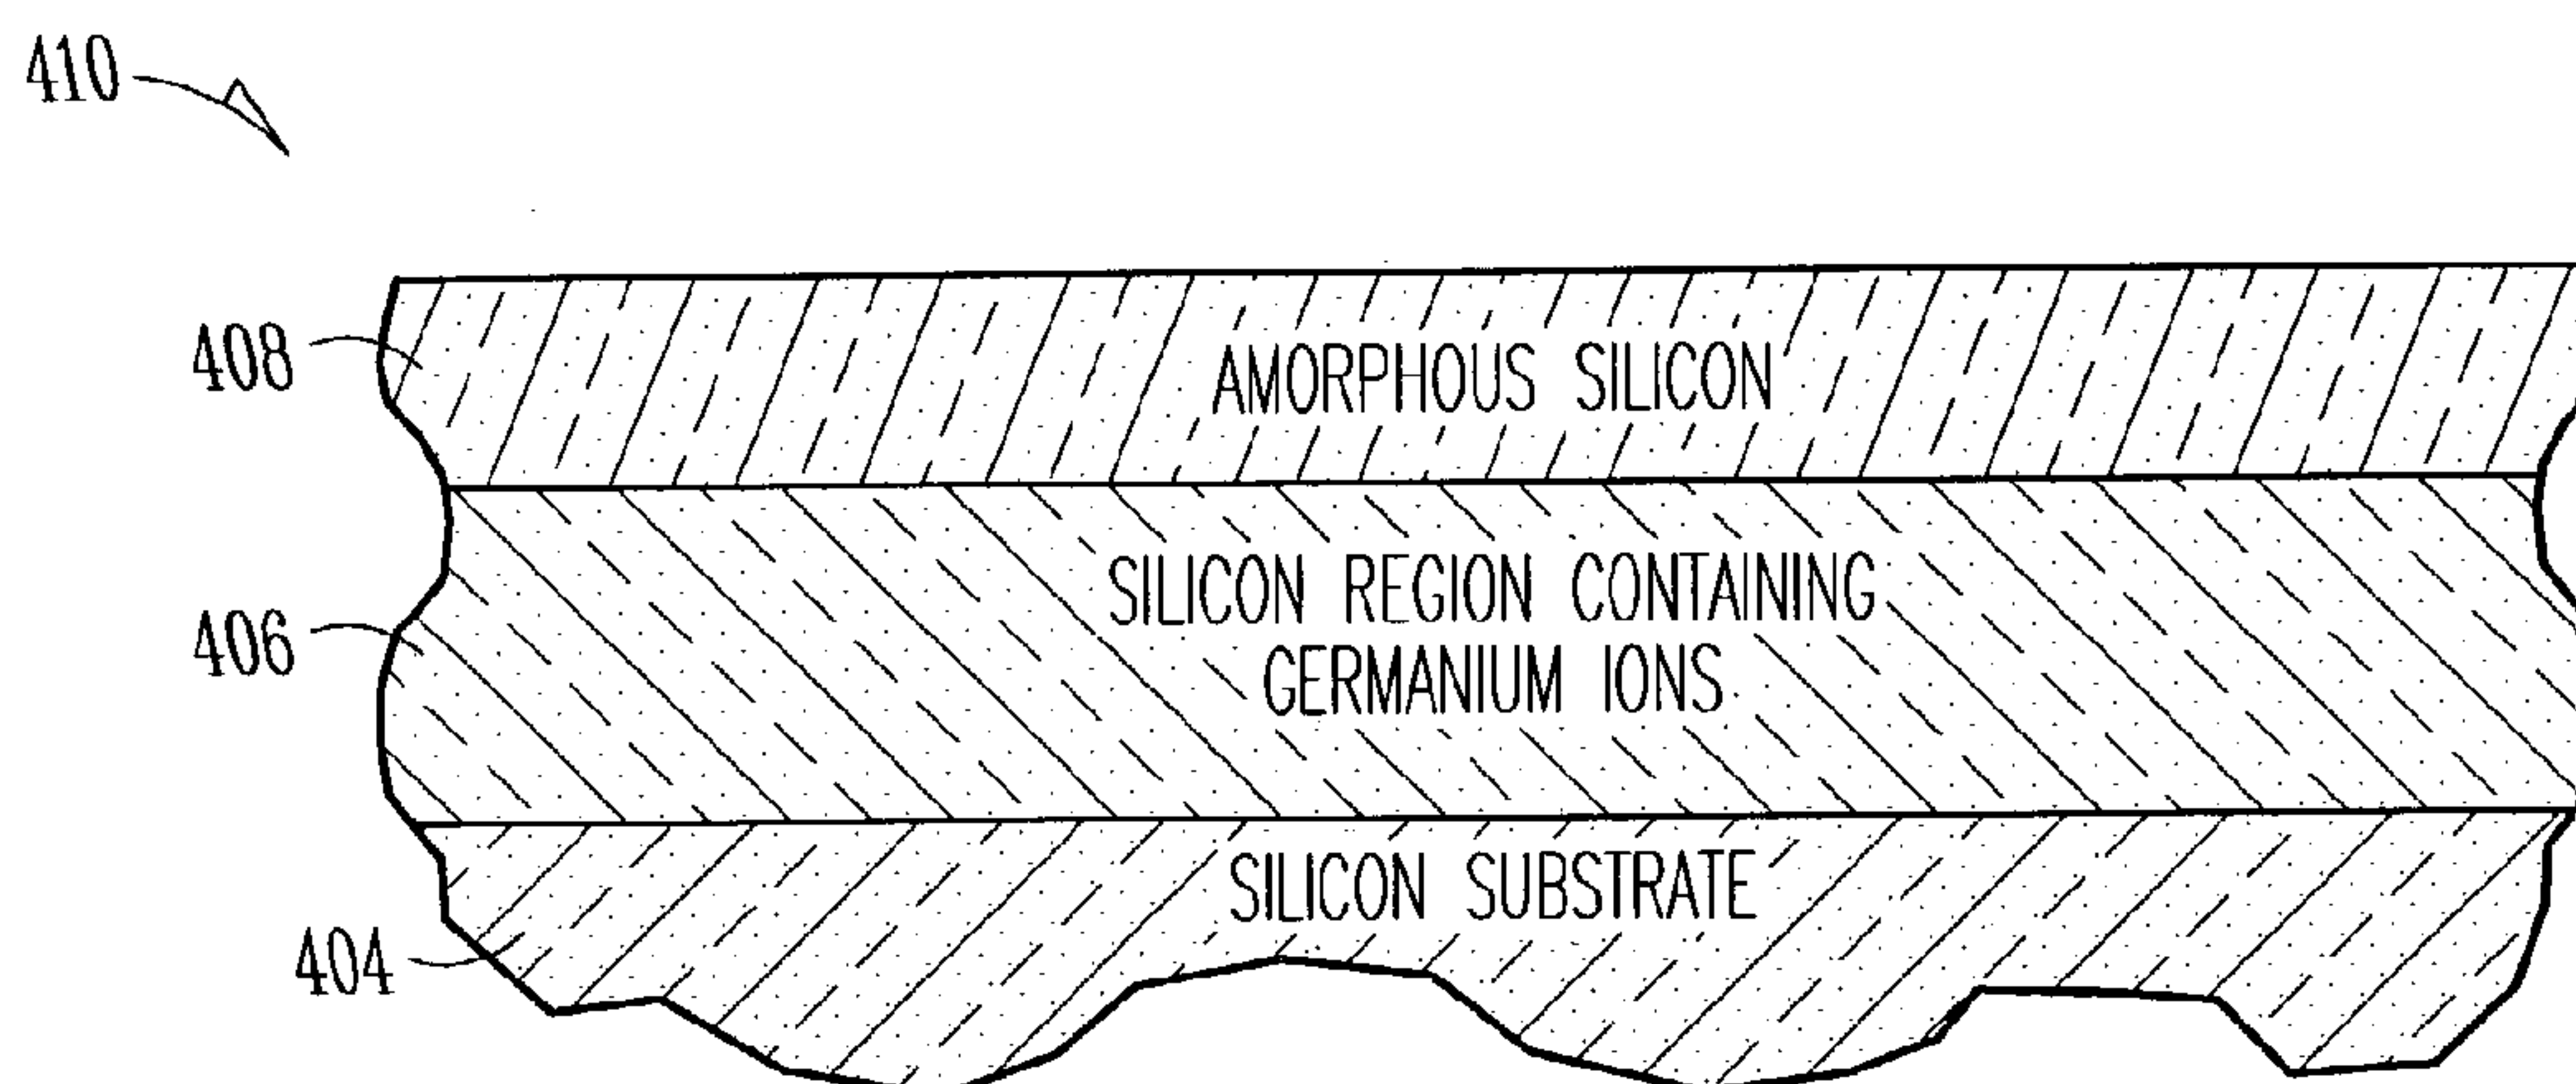 410
408
AMORPHOUS SILICON
406
SILICON REGION CONTAINING
GERMANIUM IONS
SILICON SUBSTRATE
404